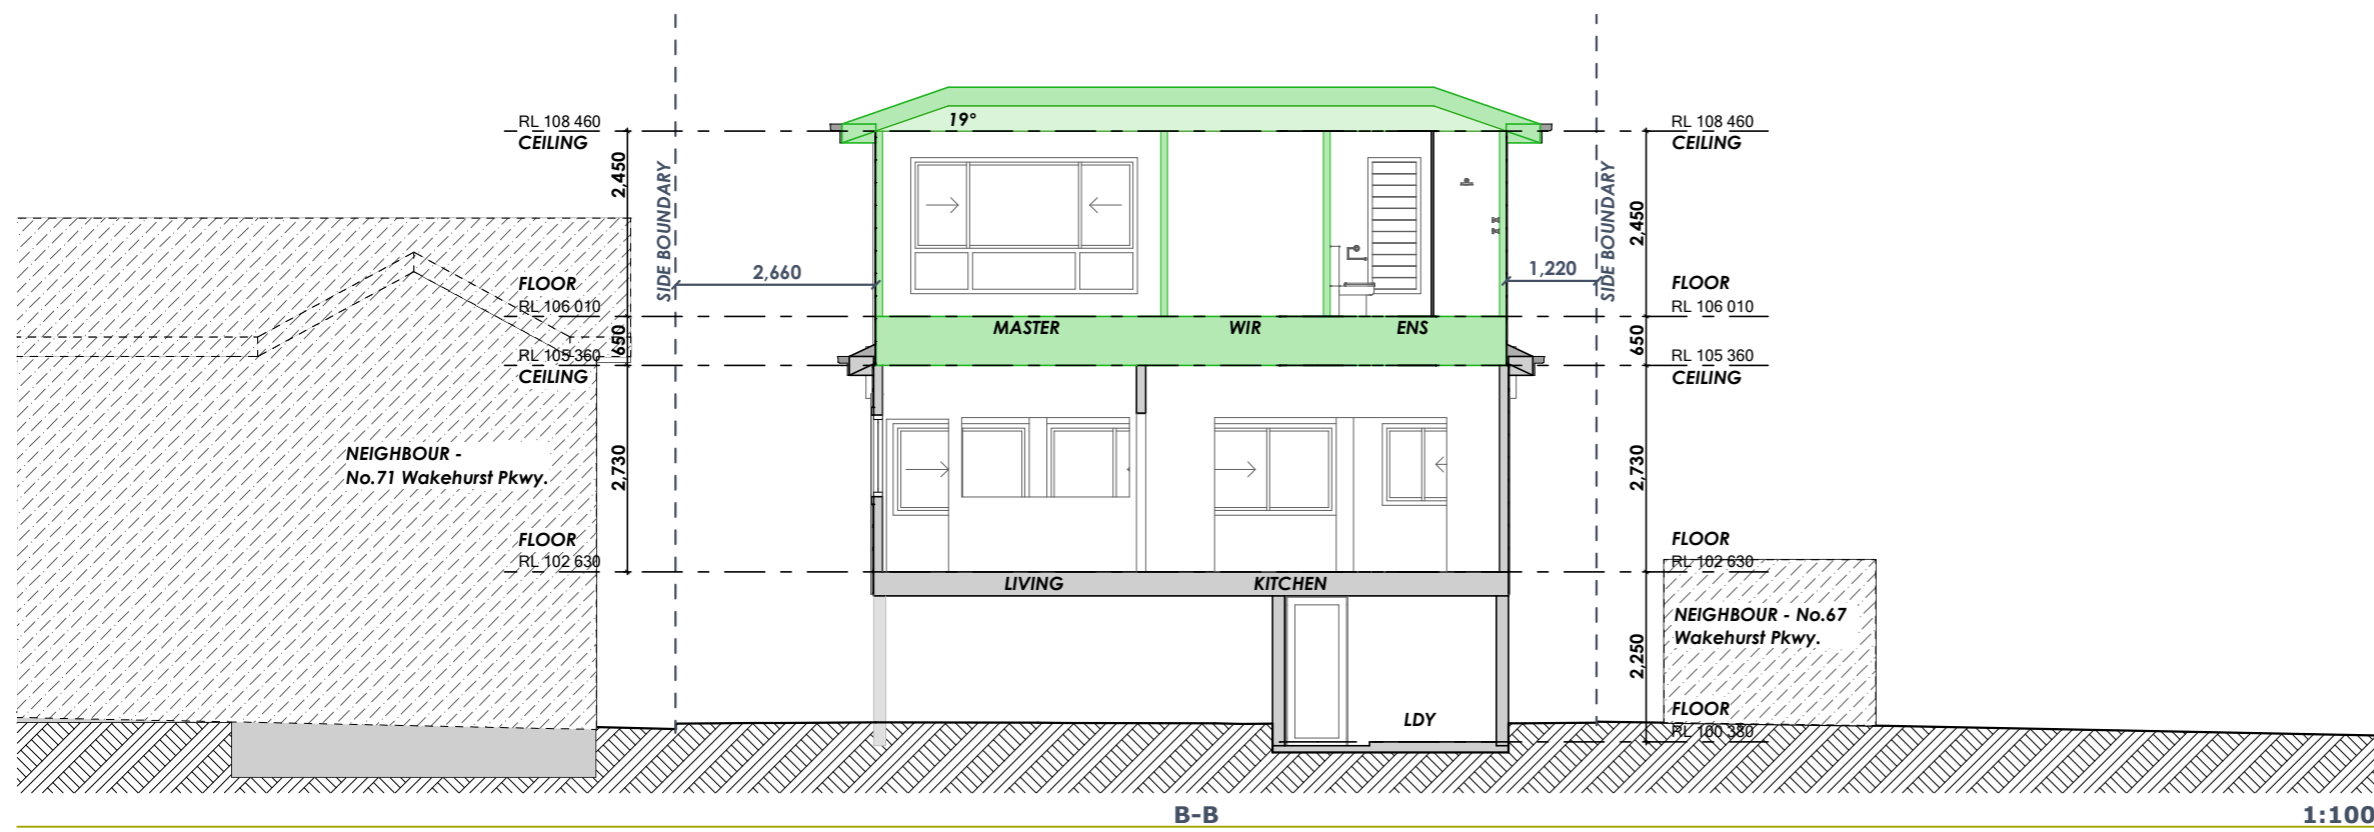 19°
RL 108 460
CEILING
2,450
SIDE BOUNDARY
2,660
FLOOR
RL 106 010
650
RL 105 360
CEILING
NEIGHBOUR -
No.71 Wakehurst Pkwy.
2,730
FLOOR
RL 102 630
MASTER
WIR
ENS
LIVING
KITCHEN
LDY
1,220
SIDE BOUNDARY
RL 108 460
CEILING
2,450
FLOOR
RL 106 010
650
RL 105 360
CEILING
2,730
FLOOR
RL 102 630
NEIGHBOUR - No.67
Wakehurst Pkwy.
2,250
FLOOR
RL 100 380
B-B
1:100